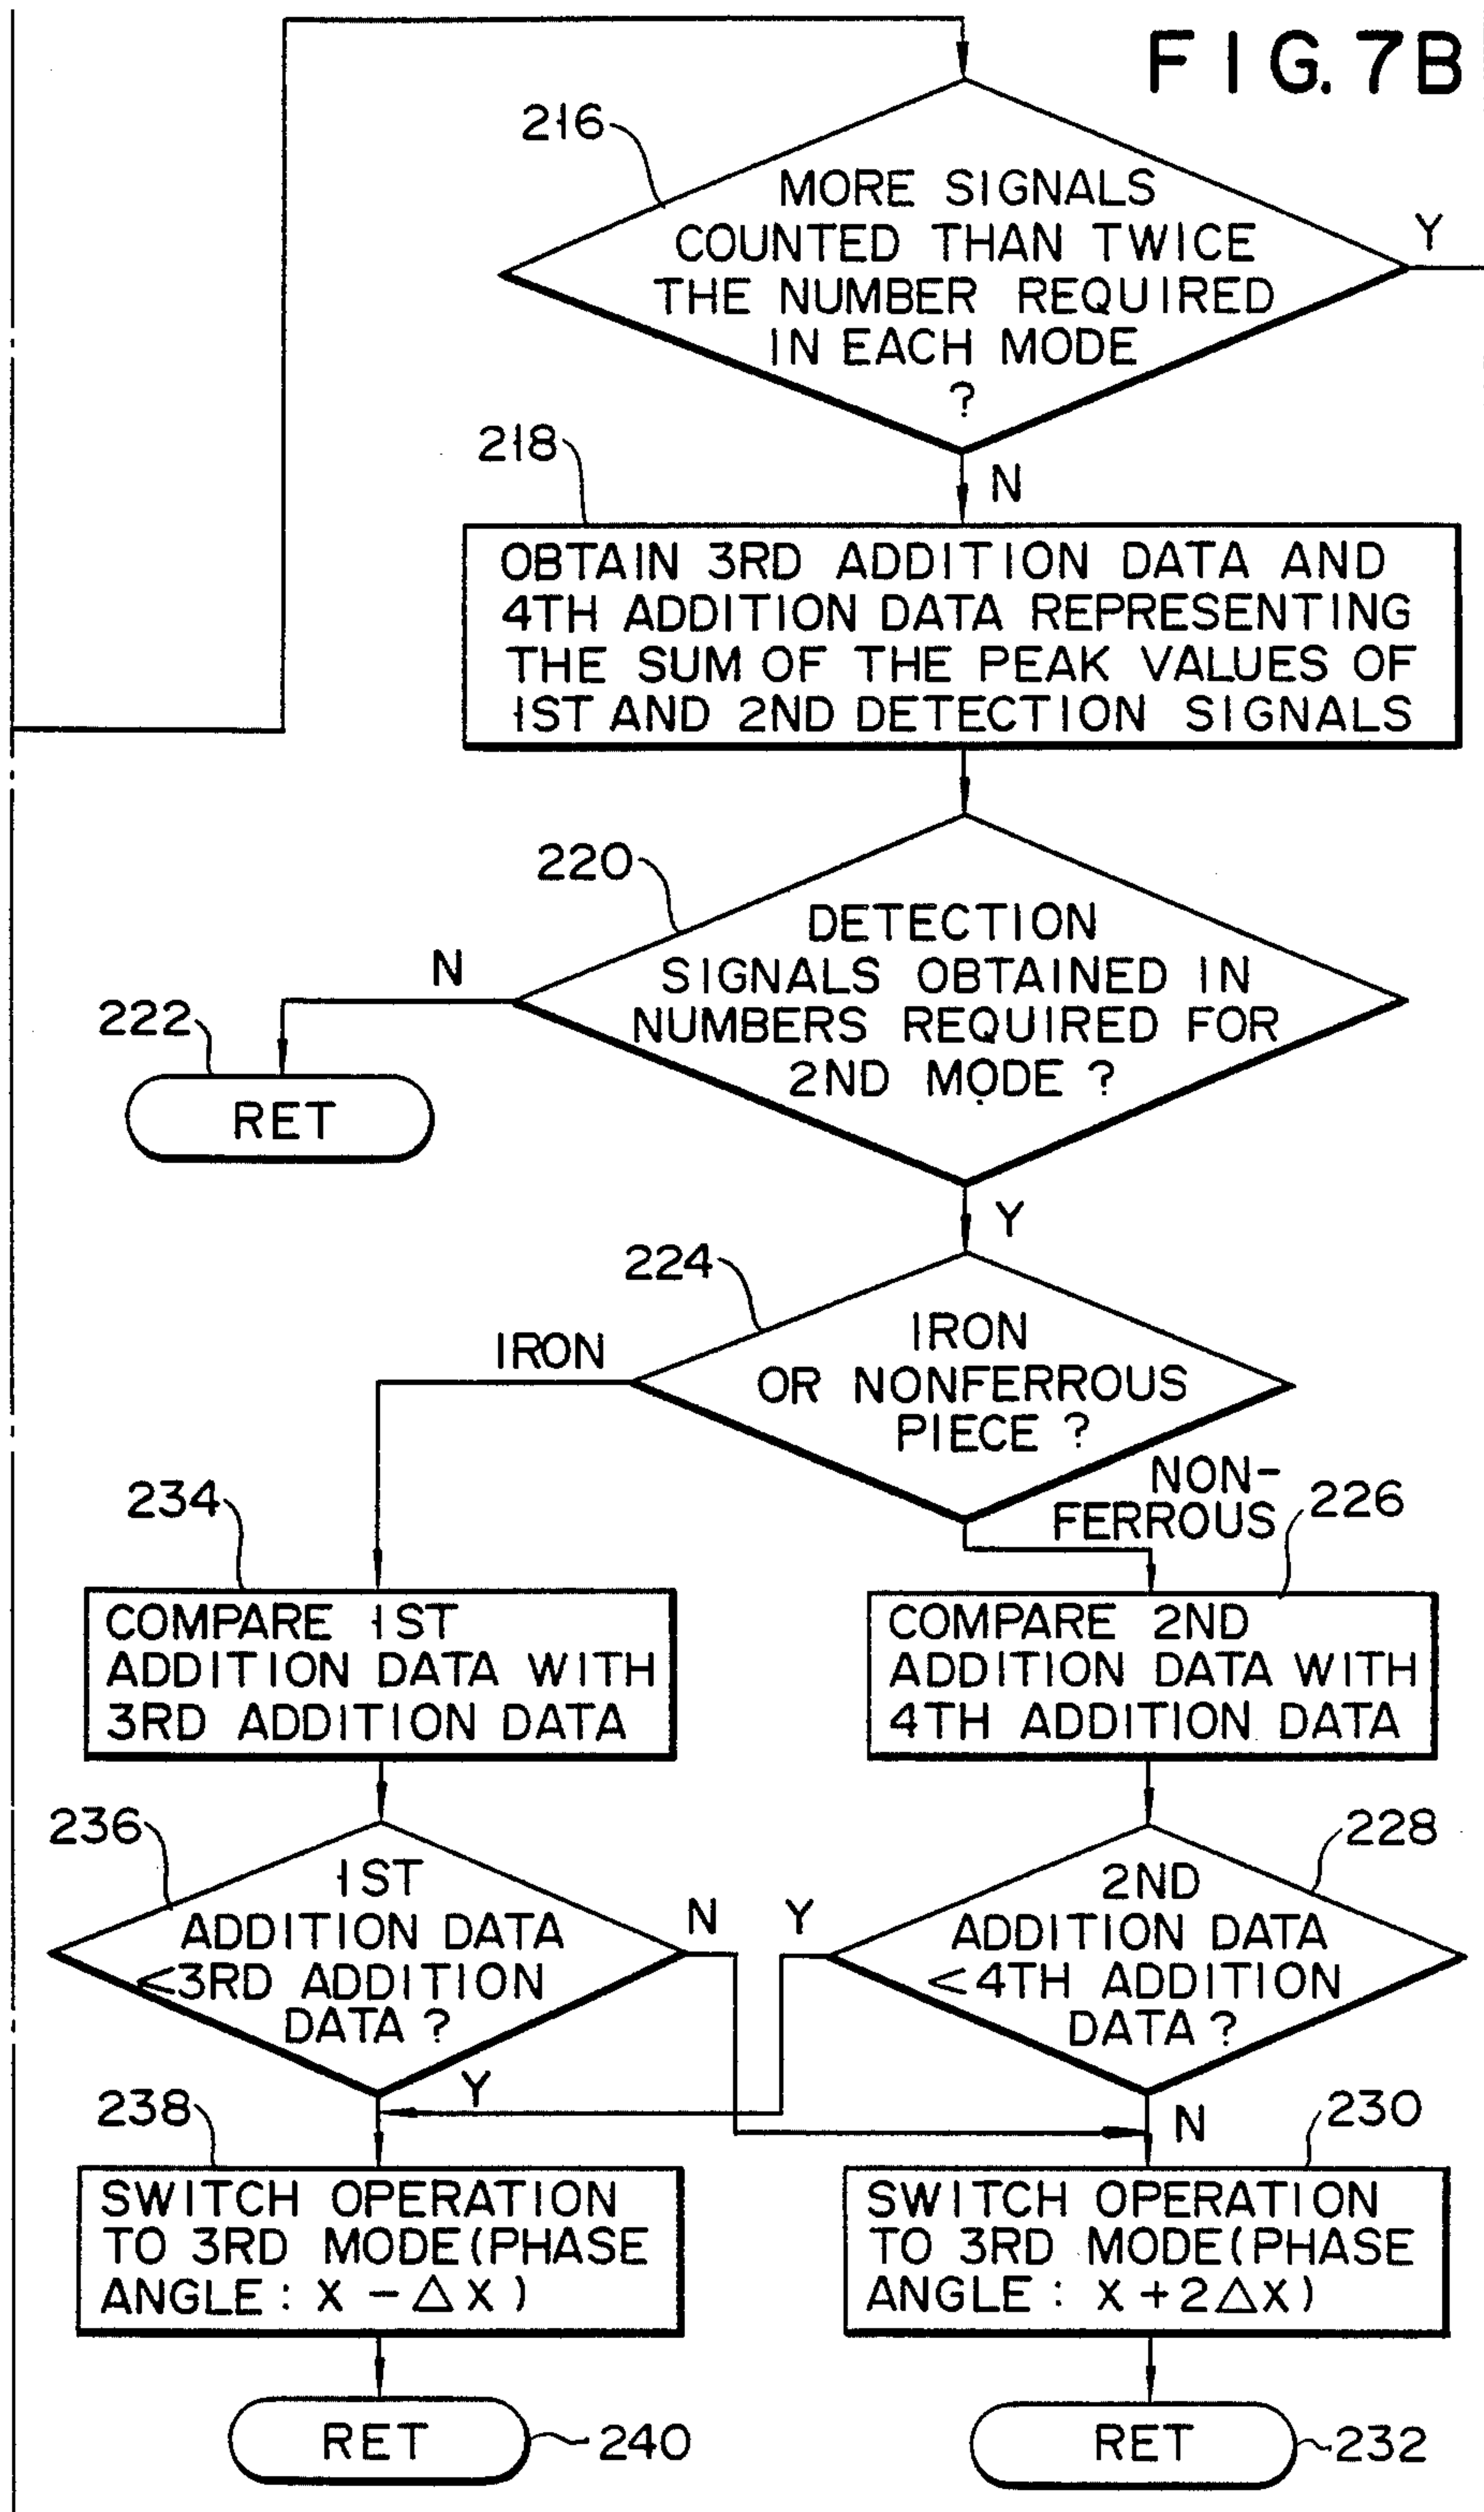 FIG. 7B
216
MORE SIGNALS
COUNTED THAN TWICE
THE NUMBER REQUIRED
IN EACH MODE
?
Y
N
218
OBTAIN 3RD ADDITION DATA AND
4TH ADDITION DATA REPRESENTING
THE SUM OF THE PEAK VALUES OF
1ST AND 2ND DETECTION SIGNALS
220
DETECTION
SIGNALS OBTAINED IN
NUMBERS REQUIRED FOR
2ND MODE ?
N
222
RET
Y
224
IRON
OR NONFERROUS
PIECE ?
IRON
NON-
FERROUS
234
COMPARE 1ST
ADDITION DATA WITH
3RD ADDITION DATA
226
COMPARE 2ND
ADDITION DATA WITH
4TH ADDITION DATA
236
1ST
ADDITION DATA
<3RD ADDITION
DATA ?
N
Y
228
2ND
ADDITION DATA
<4TH ADDITION
DATA ?
Y
N
238
SWITCH OPERATION
TO 3RD MODE (PHASE
ANGLE : X − △X )
230
SWITCH OPERATION
TO 3RD MODE (PHASE
ANGLE : X + 2△X)
RET
240
RET
232